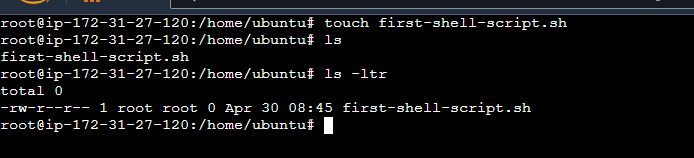 root@ip-172-31-27-120:/home/ubuntu# touch first-shell-script.sh
root@ip-172-31-27-120:/home/ubuntu# ls
first-shell-script.sh
root@ip-172-31-27-120:/home/ubuntu# ls -ltr
total 0
-rw-r--r-- 1 root root 0 Apr 30 08:45 first-shell-script.sh
root@ip-172-31-27-120:/home/ubuntu#